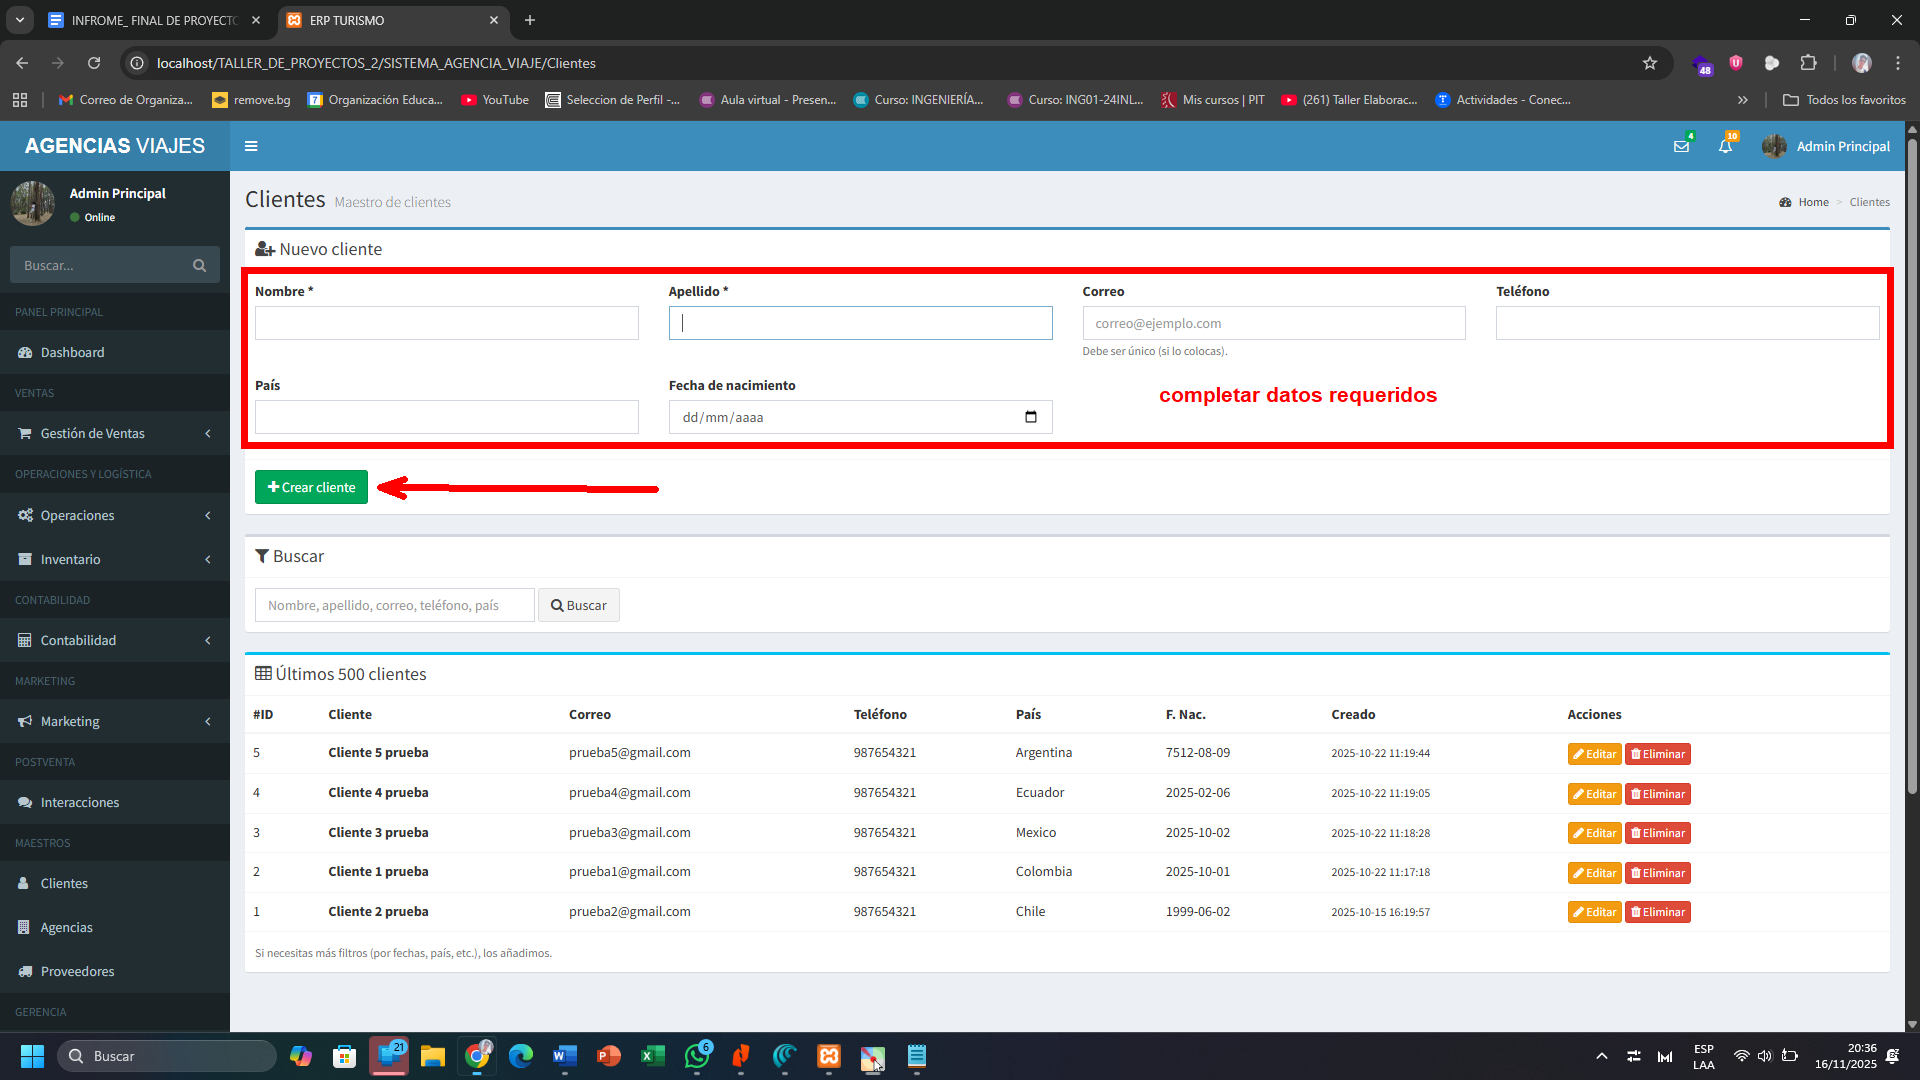 INFROME_ FINAL DE PROYECTO
ERP TURISMO
localhost/TALLER_DE_PROYECTOS_2/SISTEMA_AGENCIA_VIAJE/Clientes
48
Correo de Organiza...
remove.bg
Organización Educa...
YouTube
Seleccion de Perfil -...
Aula virtual - Presen...
Curso: INGENIERÍA...
Curso: ING01-24INL...
Mis cursos | PIT
(261) Taller Elaborac...
Actividades - Conec...
Todos los favoritos
AGENCIAS VIAJES
4
10
Admin Principal
Admin Principal
Online
Buscar...
PANEL PRINCIPAL
Dashboard
VENTAS
Gestión de Ventas
OPERACIONES Y LOGÍSTICA
Operaciones
Inventario
CONTABILIDAD
Contabilidad
MARKETING
Marketing
POSTVENTA
Interacciones
MAESTROS
Clientes
Agencias
Proveedores
GERENCIA
Clientes Maestro de clientes
Home > Clientes
Nuevo cliente
Nombre * Apellido * Correo Teléfono
correo@ejemplo.com
Debe ser único (si lo colocas).
País Fecha de nacimiento
dd/mm/aaaa
completar datos requeridos
Crear cliente
Buscar
Nombre, apellido, correo, teléfono, país Buscar
Últimos 500 clientes
#ID Cliente Correo Teléfono País F. Nac. Creado Acciones
5 Cliente 5 prueba prueba5@gmail.com 987654321 Argentina 7512-08-09 2025-10-22 11:19:44 Editar Eliminar
4 Cliente 4 prueba prueba4@gmail.com 987654321 Ecuador 2025-02-06 2025-10-22 11:19:05 Editar Eliminar
3 Cliente 3 prueba prueba3@gmail.com 987654321 Mexico 2025-10-02 2025-10-22 11:18:28 Editar Eliminar
2 Cliente 1 prueba prueba1@gmail.com 987654321 Colombia 2025-10-01 2025-10-22 11:17:18 Editar Eliminar
1 Cliente 2 prueba prueba2@gmail.com 987654321 Chile 1999-06-02 2025-10-15 16:19:57 Editar Eliminar
Si necesitas más filtros (por fechas, país, etc.), los añadimos.
Buscar
21
6
ESP
LAA
20:36
16/11/2025